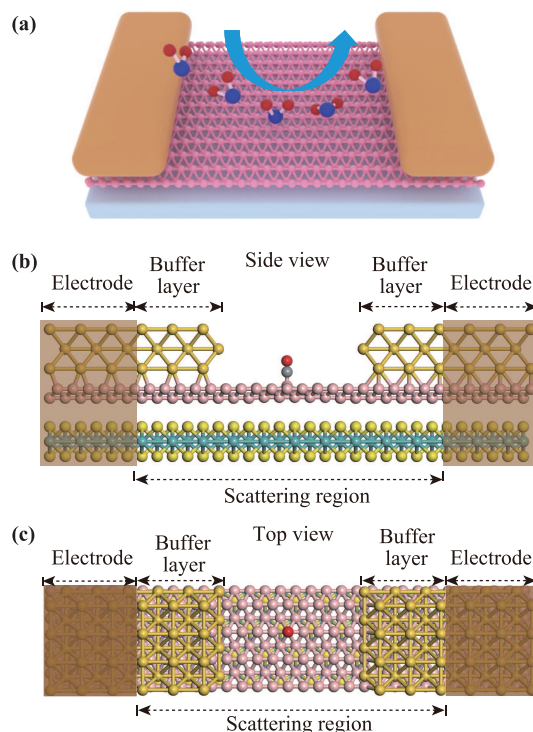 (a)
(b)
Side view
Electrode
Buffer
layer
Buffer
layer
Electrode
Scattering region
(c)
Top view
Electrode
Buffer
layer
Buffer
layer
Electrode
Scattering region